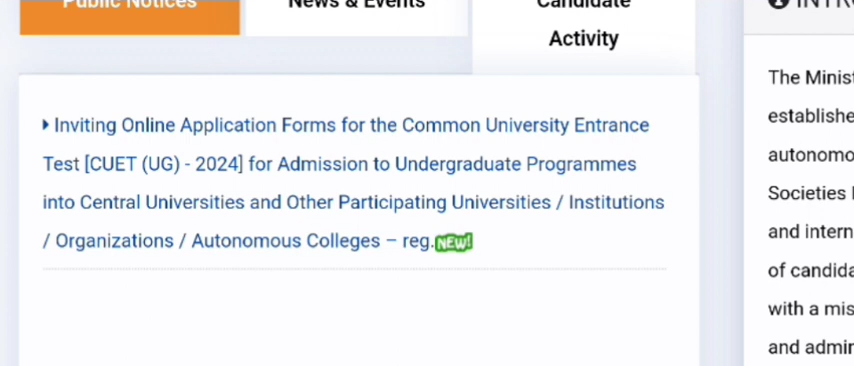 Public Notices
News & Events
Candidate
Activity
Inviting Online Application Forms for the Common University Entrance
Test [CUET (UG) - 2024] for Admission to Undergraduate Programmes
into Central Universities and Other Participating Universities / Institutions
/ Organizations / Autonomous Colleges – reg. NEW!
The Minist
establishe
autonomo
Societies
and intern
of candida
with a mis
and admin